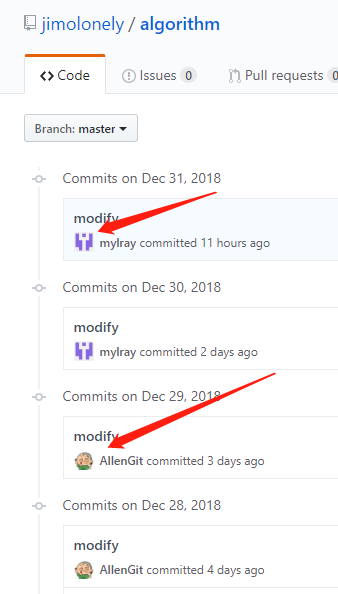 jimolonely / algorithm
Code Issues 0 Pull requests 0
Branch: master
Commits on Dec 31, 2018
modify
mylray committed 11 hours ago
Commits on Dec 30, 2018
modify
mylray committed 2 days ago
Commits on Dec 29, 2018
modify
AllenGit committed 3 days ago
Commits on Dec 28, 2018
modify
AllenGit committed 4 days ago